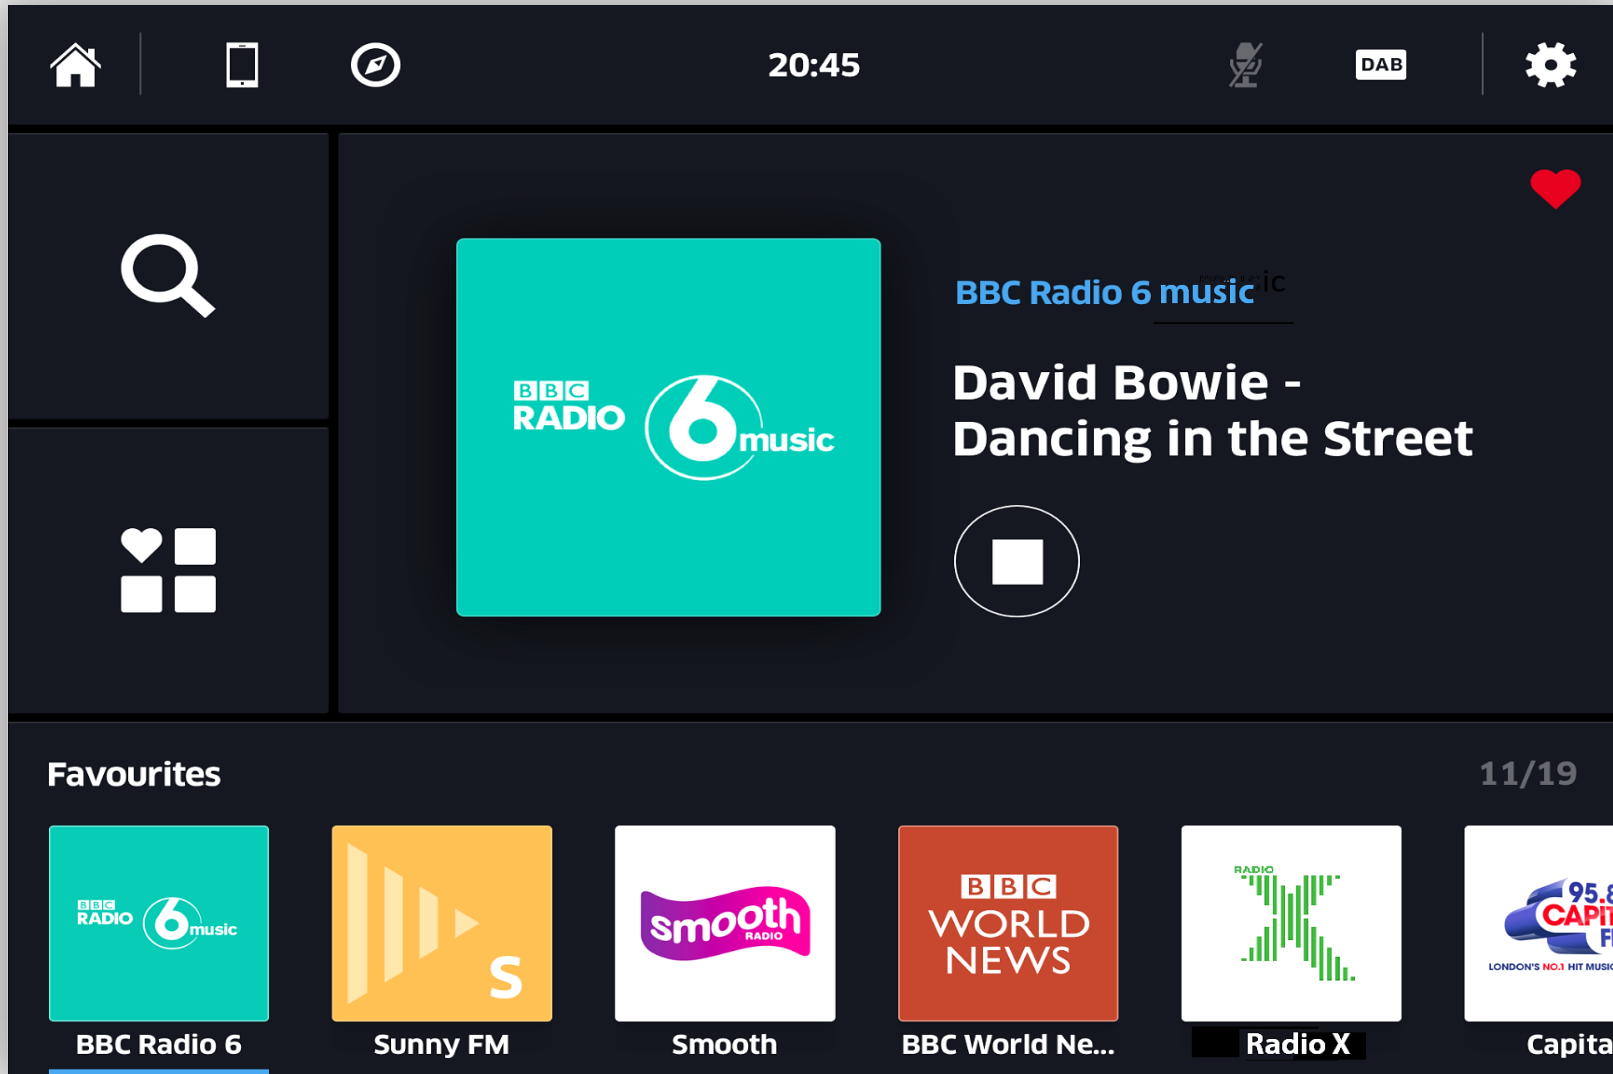 20:45
DAB
BBC Radio 6 music
BBC
RADIO 6 music
David Bowie -
Dancing in the Street
Favourites
11/19
BBC
RADIO 6 music
S
smooth
RADIO
BBC
WORLD
NEWS
RADIO
X
95.8
CAPIT
F
LONDON'S NO.1 HIT MUSIC
BBC Radio 6
Sunny FM
Smooth
BBC World Ne...
Radio X
Capita